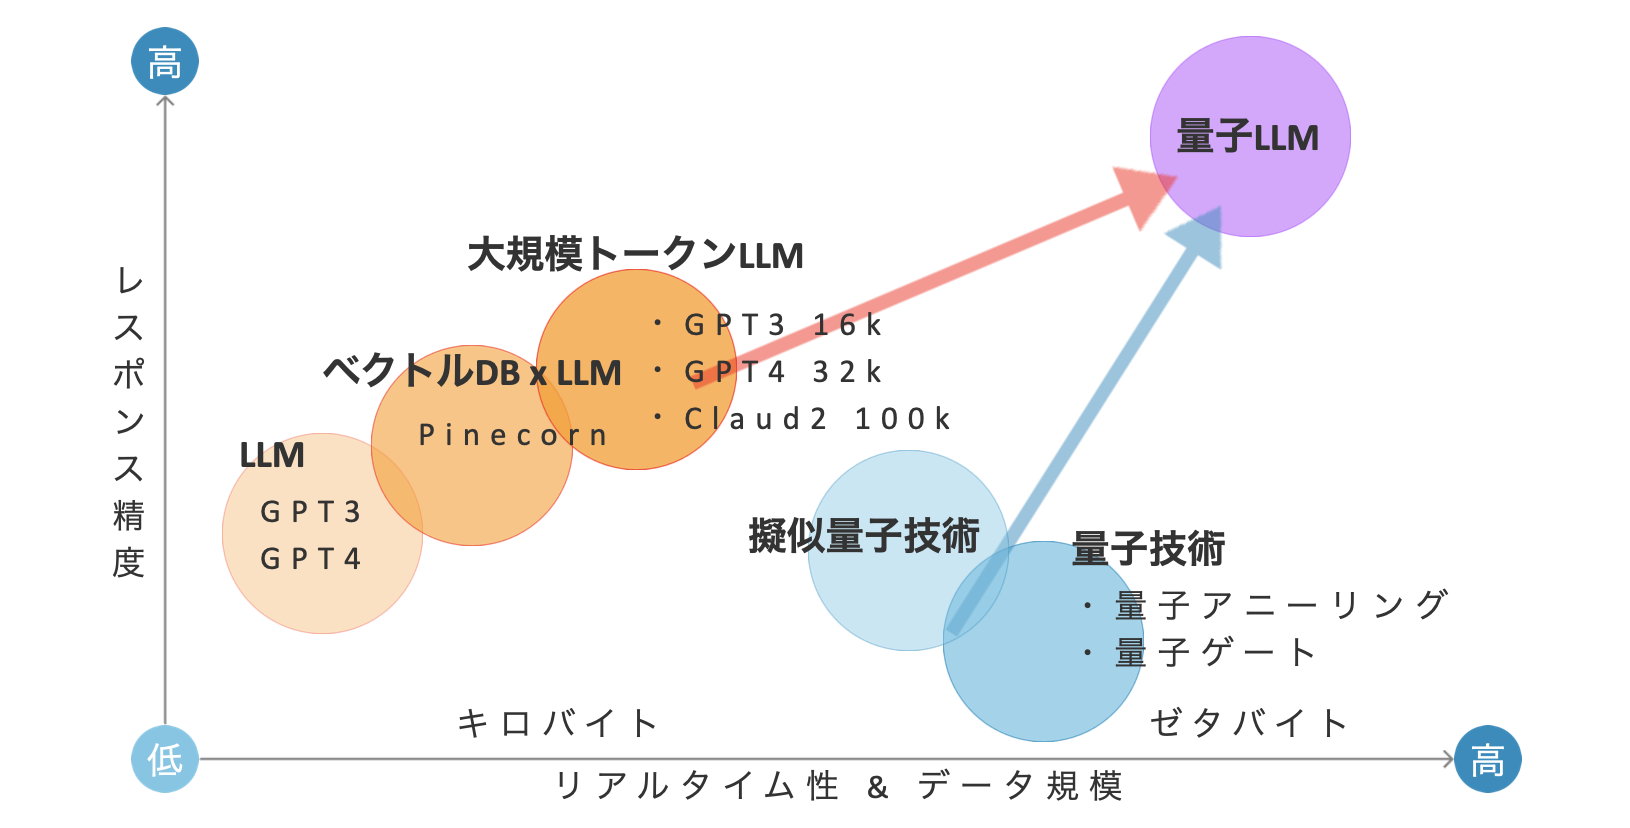 高
量子LLM
大規模トークンLLM
・GPT3 16k
・GPT4 32k
・Claud2 100k
ベクトルDB x LLM
Pinecorn
LLM
GPT3
GPT4
擬似量子技術
量子技術
・量子アニーリング
・量子ゲート
レスポンス精度
キロバイト
ゼタバイト
低
高
リアルタイム性 & データ規模